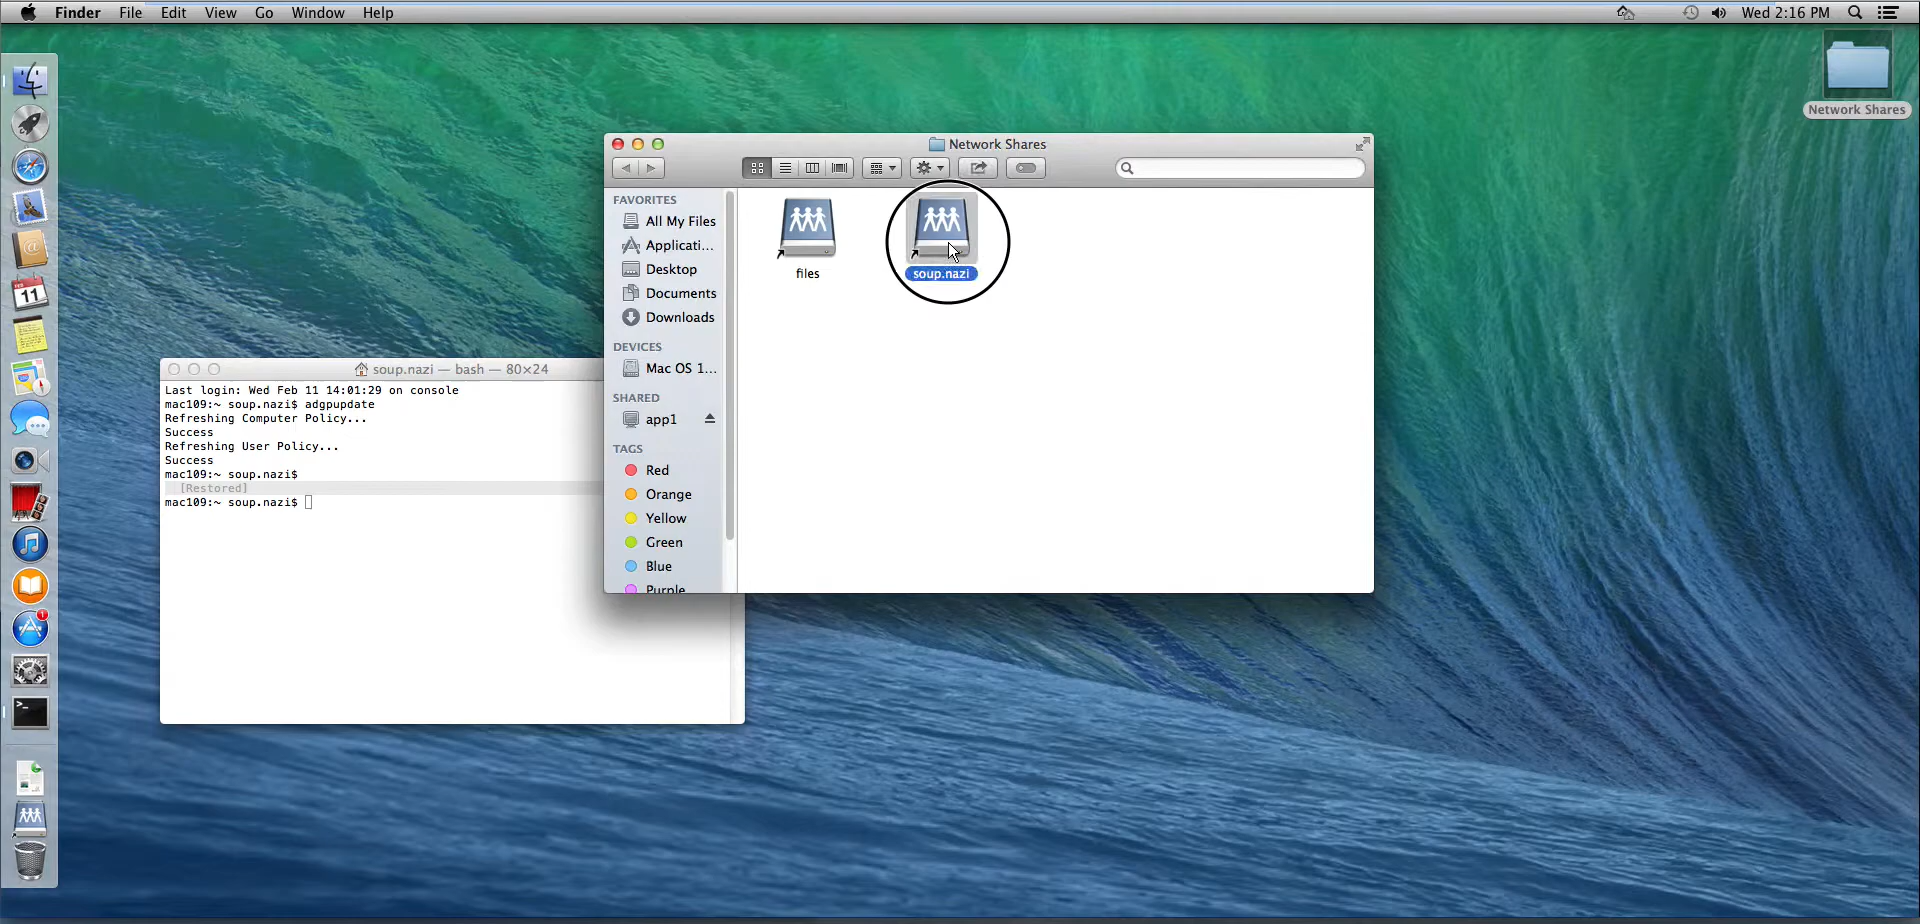 Finder File Edit View Go Window Help
Wed 2:16 PM
Network Shares
Network Shares
FAVORITES
All My Files
Applicati...
Desktop
Documents
Downloads
DEVICES
Mac OS 1...
SHARED
app1
TAGS
Red
Orange
Yellow
Green
Blue
Purple
files
soup.nazi
soup.nazi — bash — 80×24
Last login: Wed Feb 11 14:01:29 on console
mac109:~ soup.nazi$ adgpupdate
Refreshing Computer Policy...
Success
Refreshing User Policy...
Success
mac109:~ soup.nazi$
[Restored]
mac109:~ soup.nazi$
FEB
11
1